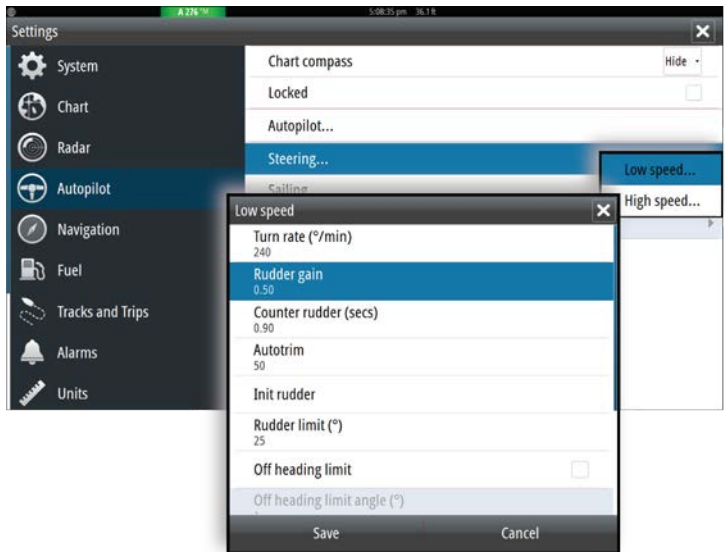 A 276 °M 5:08:35 pm 36.1 ft
Settings
System
Chart
Radar
Autopilot
Navigation
Fuel
Tracks and Trips
Alarms
Units
Chart compass Hide
Locked
Autopilot...
Steering...
Sailing
Low speed...
High speed...
Low speed
Turn rate (°/min)
240
Rudder gain
0.50
Counter rudder (secs)
0.90
Autotrim
50
Init rudder
Rudder limit (°)
25
Off heading limit
Off heading limit angle (°)
Save Cancel